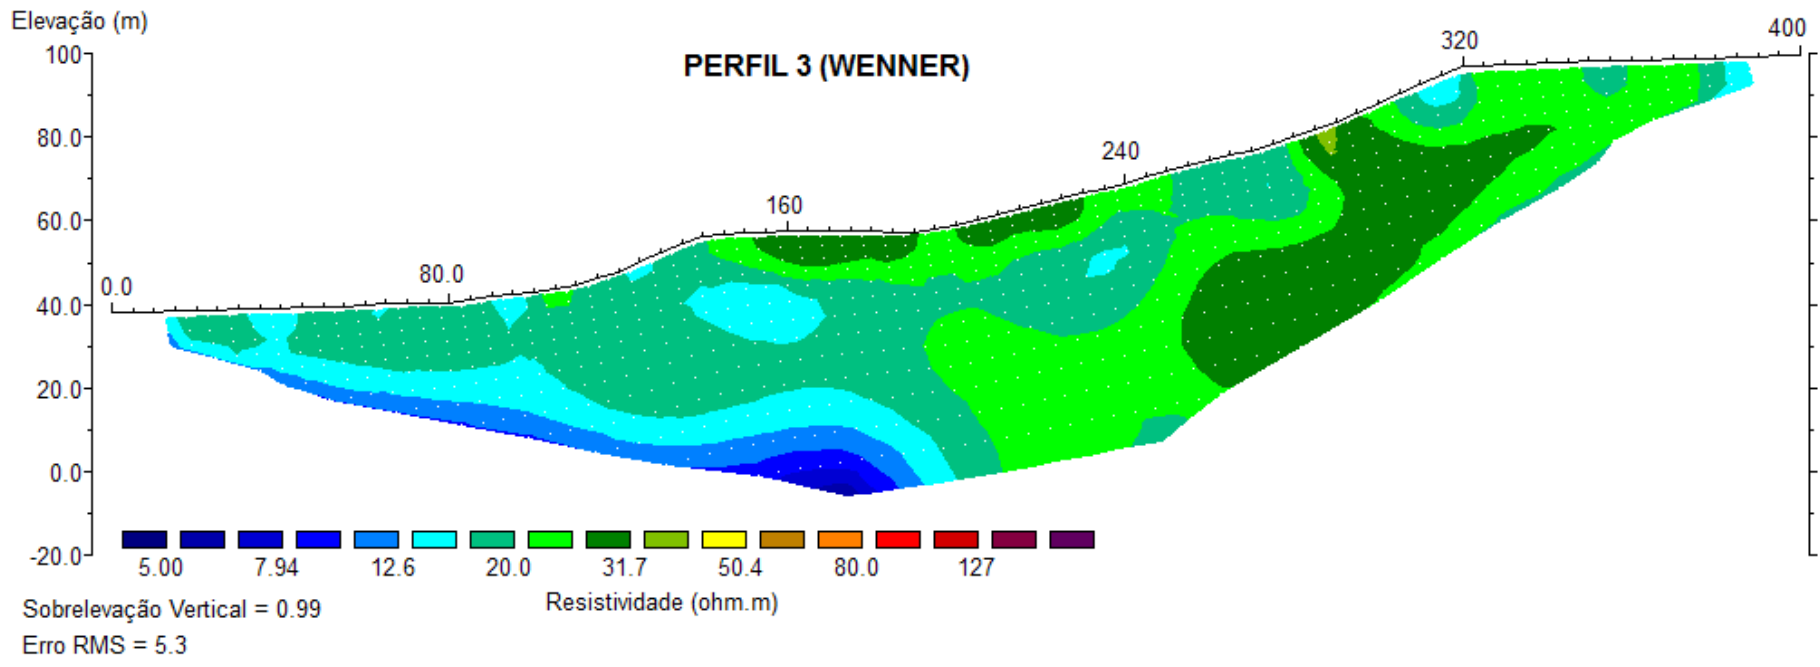 Elevação (m)
PERFIL 3 (WENNER)
100
80.0
60.0
40.0
20.0
0.0
-20.0
0.0
80.0
160
240
320
400
5.00 7.94 12.6 20.0 31.7 50.4 80.0 127
Resistividade (ohm.m)
Sobrelevação Vertical = 0.99
Erro RMS = 5.3